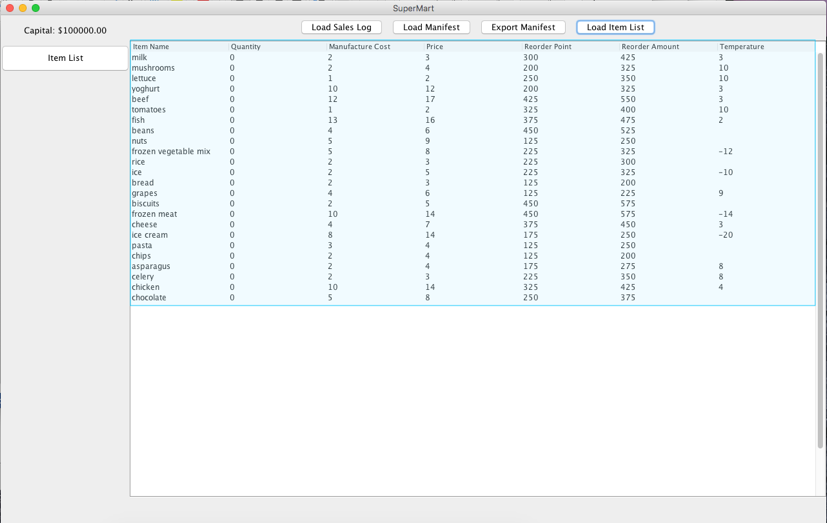 SuperMart
Capital: $100000.00 Load Sales Log Load Manifest Export Manifest Load Item List
Item List
Item Name Quantity Manufacture Cost Price Reorder Point Reorder Amount Temperature
milk 0 2 3 300 425 3
mushrooms 0 2 4 200 325 10
lettuce 0 1 2 250 350 10
yoghurt 0 10 12 200 325 3
beef 0 12 17 425 550 3
tomatoes 0 1 2 325 400 10
fish 0 13 16 375 475 2
beans 0 4 6 450 525
nuts 0 5 9 125 250
frozen vegetable mix 0 5 8 225 325 -12
rice 0 2 3 225 300
ice 0 2 5 225 325 -10
bread 0 2 3 125 200
grapes 0 4 6 125 225 9
biscuits 0 2 5 450 575
frozen meat 0 10 14 450 575 -14
cheese 0 4 7 375 450 3
ice cream 0 8 14 175 250 -20
pasta 0 3 4 125 250
chips 0 2 4 125 200
asparagus 0 2 4 175 275 8
celery 0 2 3 225 350 8
chicken 0 10 14 325 425 4
chocolate 0 5 8 250 375